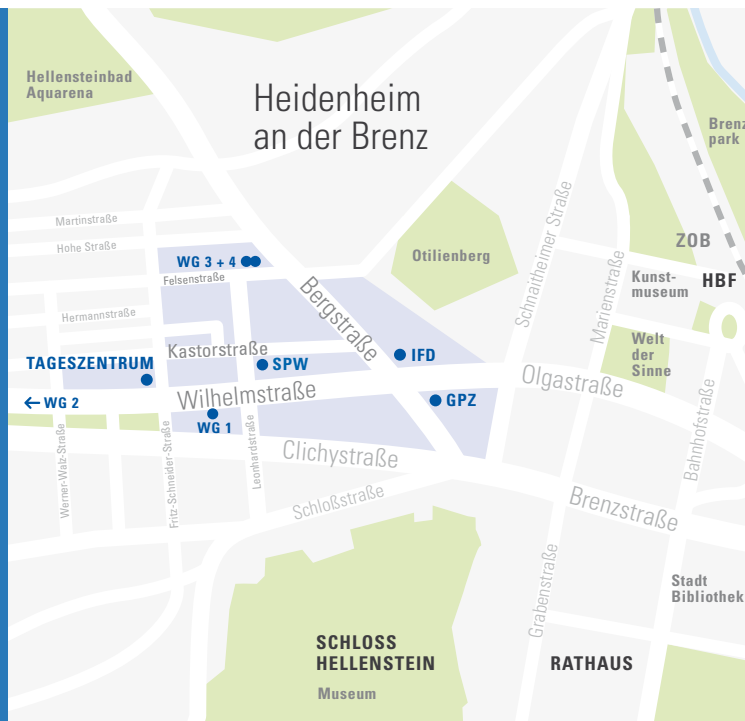 Hellensteinbad
Aquarena
Heidenheim
an der Brenz
Brenz
park
Martinstraße
Hohe Straße
WG 3 + 4
Felsenstraße
Otilienberg
Schnaitheimer Straße
ZOB
Kunst-
museum
HBF
Marienstraße
Bergstraße
Hermannstraße
Welt
der
Sinne
Kastorstraße
IFD
TAGESZENTRUM
SPW
Wilhelmstraße
Olgastraße
← WG 2
GPZ
WG 1
Bahnhofstraße
Werner-Walz-Straße
Fritz-Schneider-Straße
Leonhardstraße
Clichystraße
Schloßstraße
Brenzstraße
Grabenstraße
Stadt
Bibliothek
SCHLOSS
HELLENSTEIN
RATHAUS
Museum